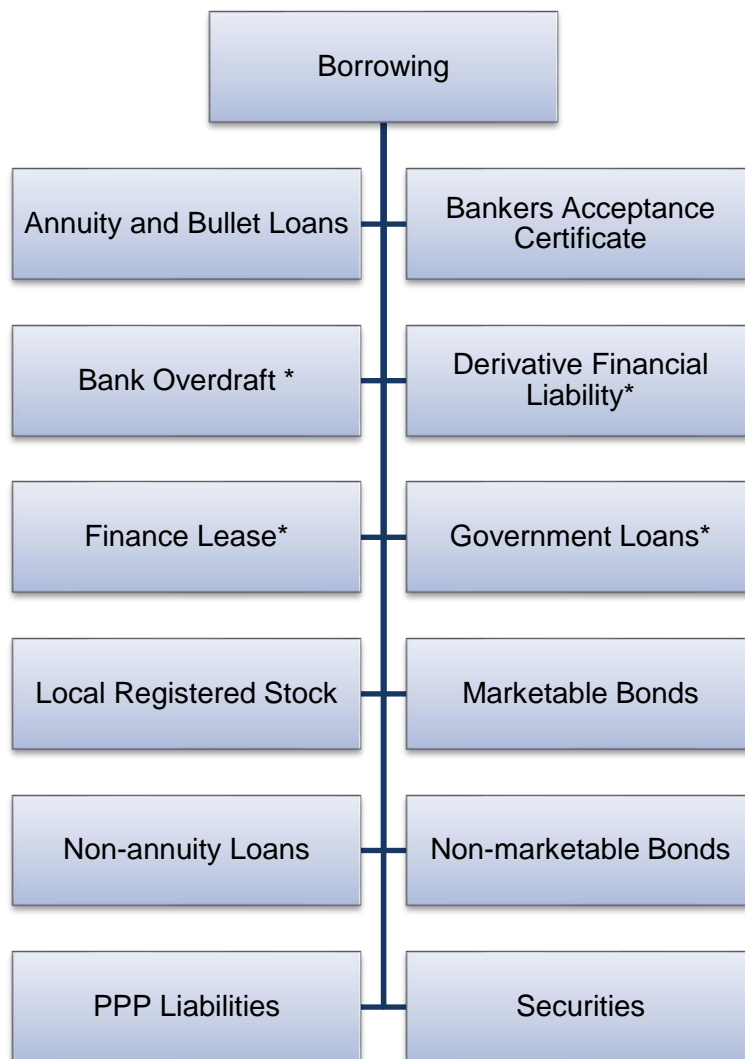 Borrowing
Annuity and Bullet Loans
Bankers Acceptance
Certificate
Bank Overdraft *
Derivative Financial
Liability*
Finance Lease*
Government Loans*
Local Registered Stock
Marketable Bonds
Non-annuity Loans
Non-marketable Bonds
PPP Liabilities
Securities